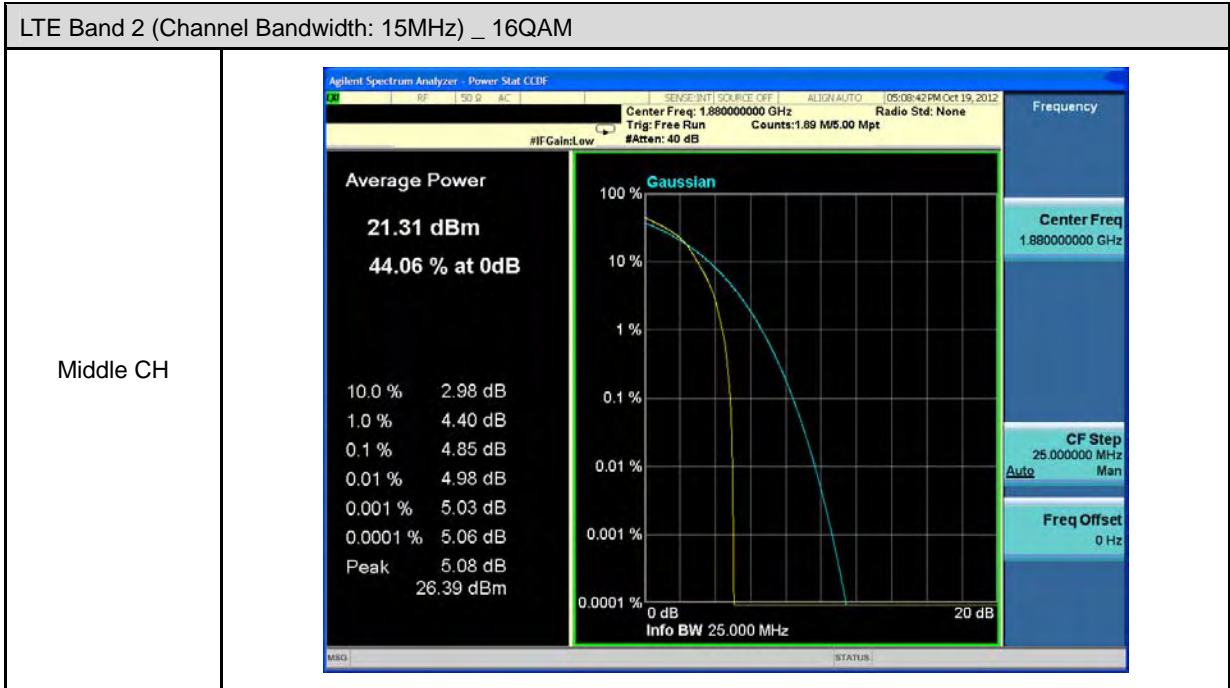 LTE Band 2 (Channel Bandwidth: 15MHz) _ 16QAM
Middle CH
Agilent Spectrum Analyzer - Power Stat CCDF
RF 50 Ω AC SENSE:INT SOURCE OFF ALIGN AUTO 05:08:42 PM Oct 19, 2012
Center Freq: 1.880000000 GHz Radio Std: None
Trig: Free Run Counts:1.89 M/5.00 Mpt
#IFGain:Low #Atten: 40 dB
Frequency
Average Power
21.31 dBm
44.06 % at 0dB
10.0 % 2.98 dB
1.0 % 4.40 dB
0.1 % 4.85 dB
0.01 % 4.98 dB
0.001 % 5.03 dB
0.0001 % 5.06 dB
Peak 5.08 dB
26.39 dBm
Gaussian
100 %
10 %
1 %
0.1 %
0.01 %
0.001 %
0.0001 %
0 dB 20 dB
Info BW 25.000 MHz
Center Freq
1.880000000 GHz
CF Step
25.000000 MHz
Auto Man
Freq Offset
0 Hz
MSG STATUS